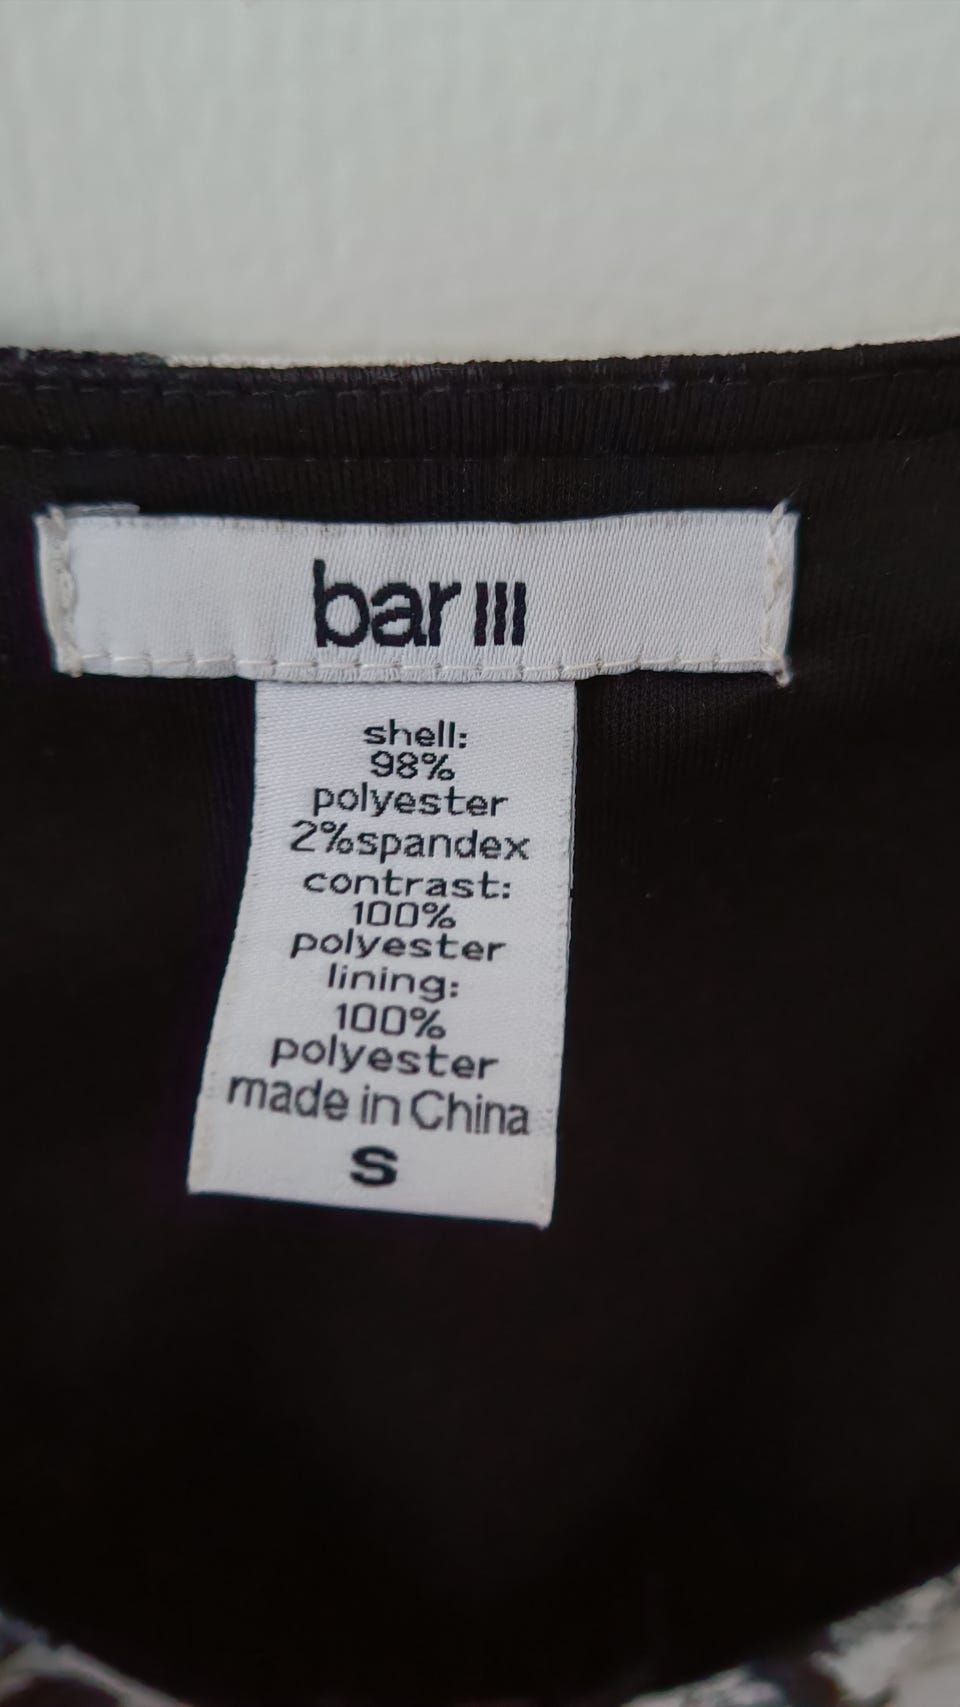 bar III
shell:
98%
polyester
2%spandex
contrast:
100%
polyester
lining:
100%
polyester
made in China
S